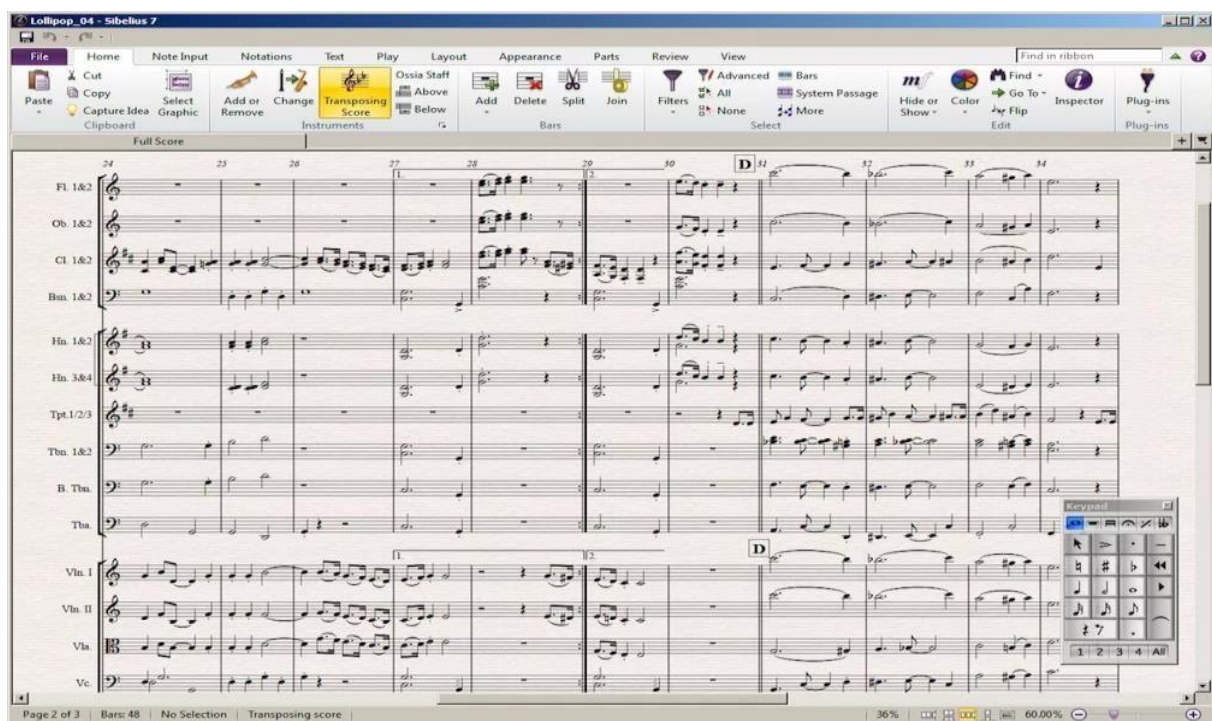 Lollipop_04 - Sibelius 7
File Home Note Input Notations Text Play Layout Appearance Parts Review View Find in ribbon
Cut Ossia Staff Advanced Bars Find
Copy Above All System Passage Go To
Paste Capture Idea Select Graphic Add or Remove Change Transposing Score Below Add Delete Split Join Filters None More Hide or Show Color Flip Inspector Plug-ins
Clipboard Instruments Bars Select Edit Plug-ins
Full Score
24 25 26 27 28 29 30 D 31 32 33 34
1. 2.
Fl. 1&2
Ob. 1&2
Cl. 1&2
Bsn. 1&2
Hn. 1&2
Hn. 3&4
Tpt.1/2/3
Tbn. 1&2
B. Tbn.
Keypad
Tba.
1. 2. D
Vln. I
Vln. II
Vla.
1 2 3 4 All
Vc.
Page 2 of 3 Bars: 48 No Selection Transposing score 36% 60.00%